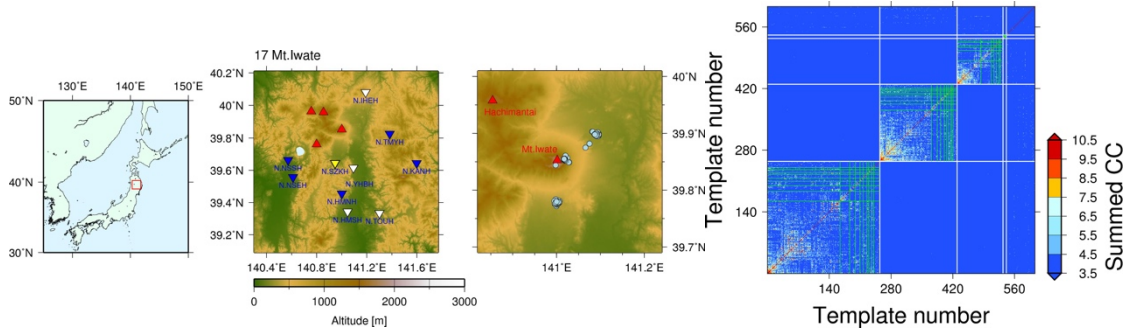 125˚E
133˚E
141˚E
50˚N
40˚N
30˚N
17 Mt.Iwate
40.2˚N
40˚N
39.8˚N
39.6˚N
39.4˚N
39.2˚N
N.IHEH
N.TMYH
N.SZKH
N.YHBH
N.KANH
N.NSEH
N.HMNH
N.HMSH
N.TOUH
140.4˚E
140.8˚E
141.2˚E
141.6˚E
0
1000
2000
3000
Altitude [m]
Hachimantai
Mt.Iwate
40˚N
39.9˚N
39.8˚N
39.7˚N
141˚E
141.2˚E
Template number
560
420
280
140
140
280
420
560
Template number
10.5
9.5
8.5
7.5
6.5
5.5
4.5
3.5
Summed CC